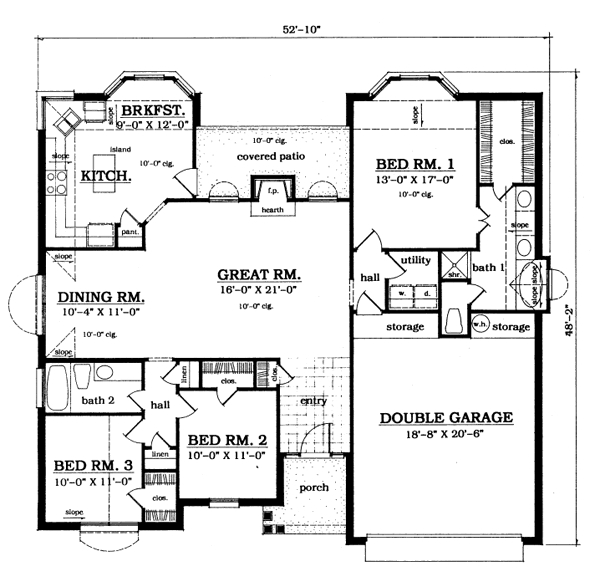 52'-10"
BRKFST.
9'-0" X 12'-0"
slope
island
10'-0" clg.
slope
KITCH.
pant.
10'-0" clg.
covered patio
f.p.
hearth
slope
BED RM. 1
13'-0" X 17'-0"
10'-0" clg.
clos.
slope
GREAT RM.
16'-0" X 21'-0"
10'-0" clg.
DINING RM.
10'-4" X 11'-0"
10'-0" clg.
slope
hall
utility
w.
d.
shr.
bath 1
slope
slope
slope
slope
48'-2"
storage
w.h.
storage
bath 2
linen
clos.
clos.
hall
entry
BED RM. 2
10'-0" X 11'-0"
DOUBLE GARAGE
18'-8" X 20'-6"
linen
BED RM. 3
10'-0" X 11'-0"
clos.
slope
porch